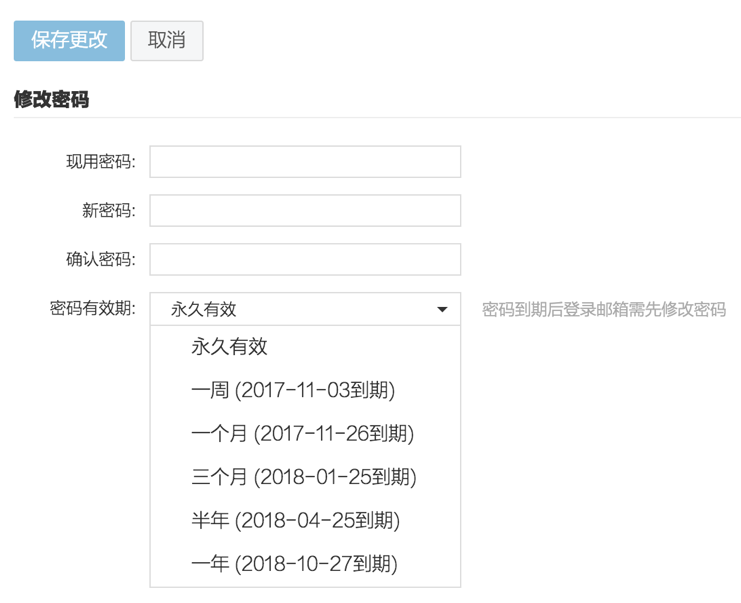 保存更改 取消
修改密码
现用密码:
新密码:
确认密码:
密码有效期: 永久有效 密码到期后登录邮箱需先修改密码
永久有效
一周 (2017-11-03到期)
一个月 (2017-11-26到期)
三个月 (2018-01-25到期)
半年 (2018-04-25到期)
一年 (2018-10-27到期)